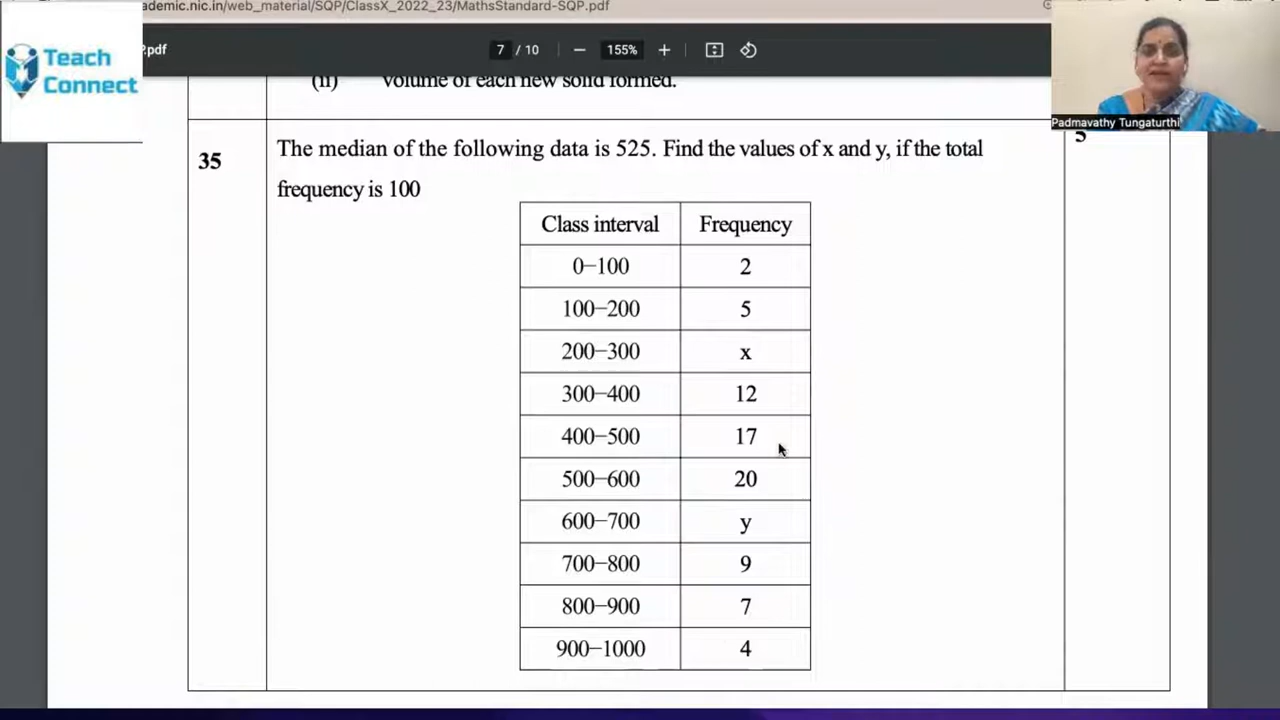 ademic.nic.in/web_material/SQP/ClassX_2022_23/MathsStandard-SQP.pdf
Teach
Connect
.pdf
7 / 10
155%
Padmavathy Tungaturthi
(ii) volume of each new solid formed.
35
The median of the following data is 525. Find the values of x and y, if the total
frequency is 100
5
Class interval Frequency
0−100 2
100−200 5
200−300 x
300−400 12
400−500 17
500−600 20
600−700 y
700−800 9
800−900 7
900−1000 4